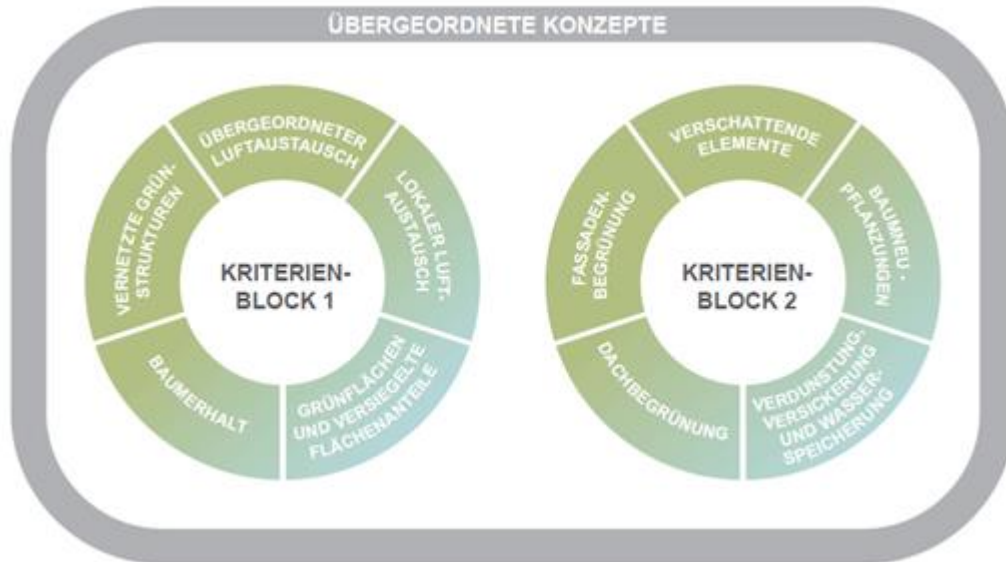 ÜBERGEORDNETE KONZEPTE
ÜBERGEORDNETER
LUFTAUSTAUSCH
LOKALER LUFT-
AUSTAUSCH
GRÜNFLÄCHEN
UND VERSIEGELTE
FLÄCHENANTEILE
BAUMERHALT
VERNETZTE GRÜN-
STRUKTUREN
KRITERIEN-
BLOCK 1
VERSCHATTENDE
ELEMENTE
BAUMNEU-
PFLANZUNGEN
VERDUNSTUNG,
VERSICKERUNG
UND WASSER-
SPEICHERUNG
DACHBEGRÜNUNG
FASSADEN-
BEGRÜNUNG
KRITERIEN-
BLOCK 2